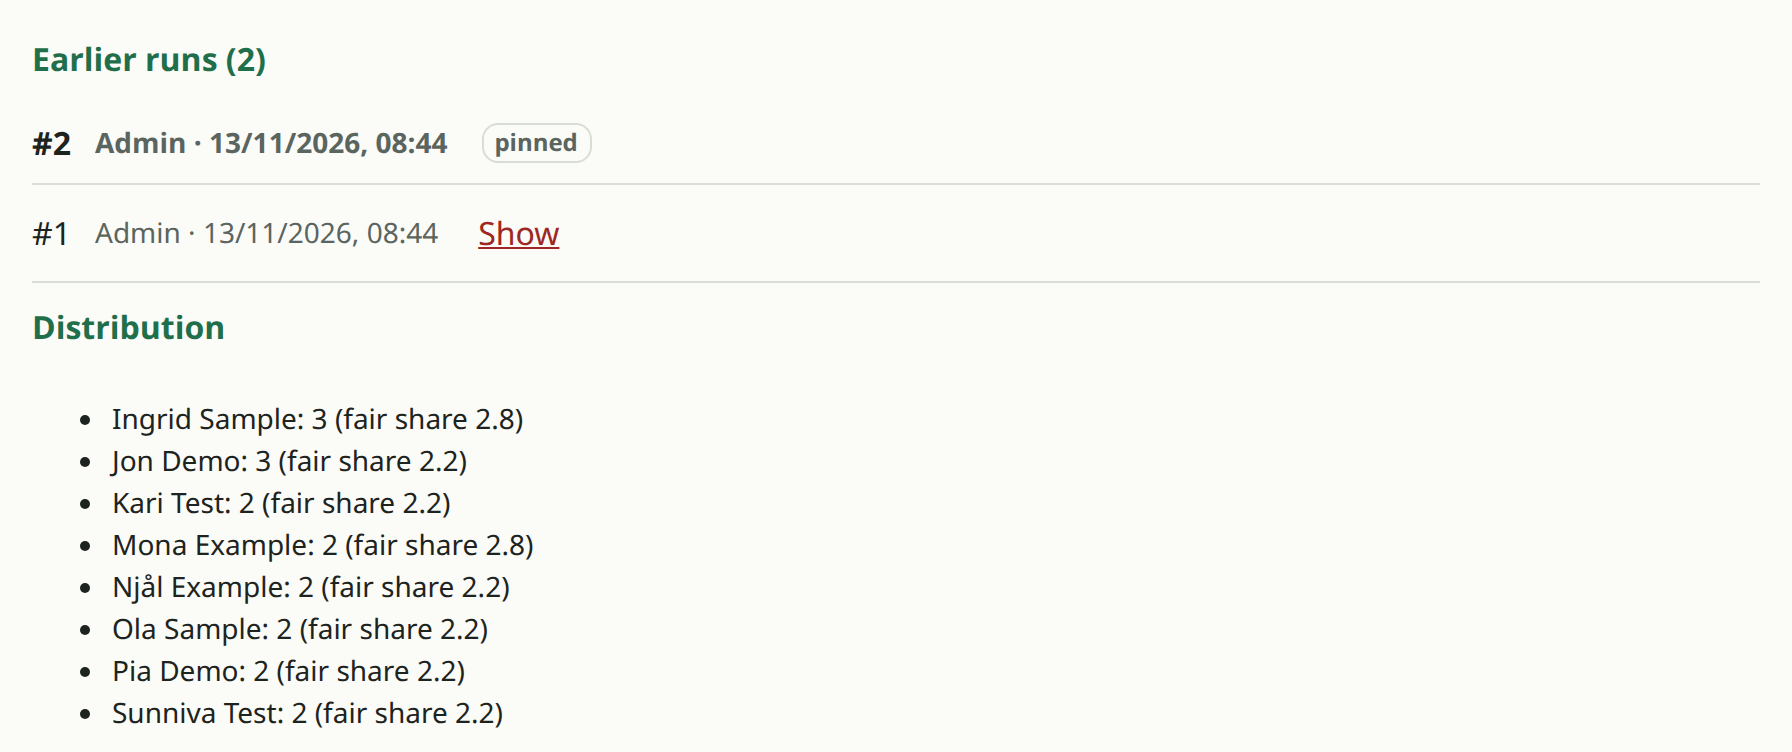 Earlier runs (2)
#2 Admin · 13/11/2026, 08:44 pinned
#1 Admin · 13/11/2026, 08:44 Show
Distribution
• Ingrid Sample: 3 (fair share 2.8)
• Jon Demo: 3 (fair share 2.2)
• Kari Test: 2 (fair share 2.2)
• Mona Example: 2 (fair share 2.8)
• Njål Example: 2 (fair share 2.2)
• Ola Sample: 2 (fair share 2.2)
• Pia Demo: 2 (fair share 2.2)
• Sunniva Test: 2 (fair share 2.2)